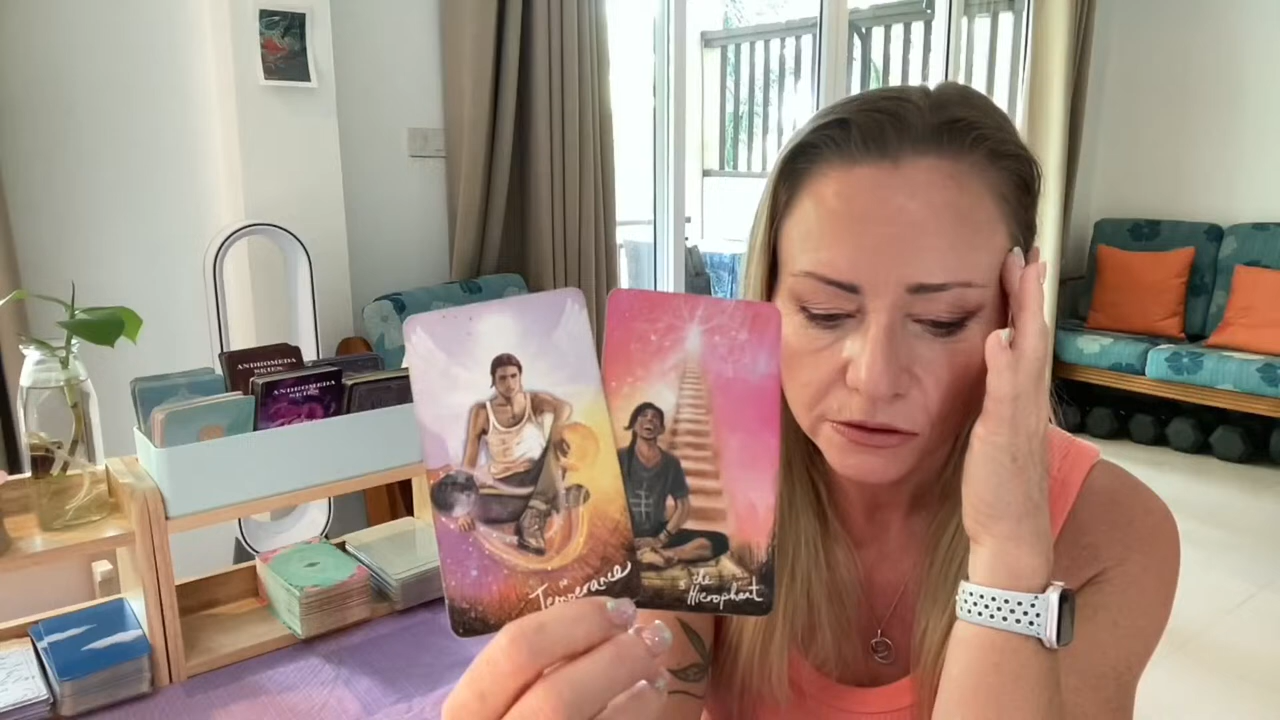 ANDROMEDA
SKIES
ANDROMEDA
SKIES
Temperance
5 the
Hierophant